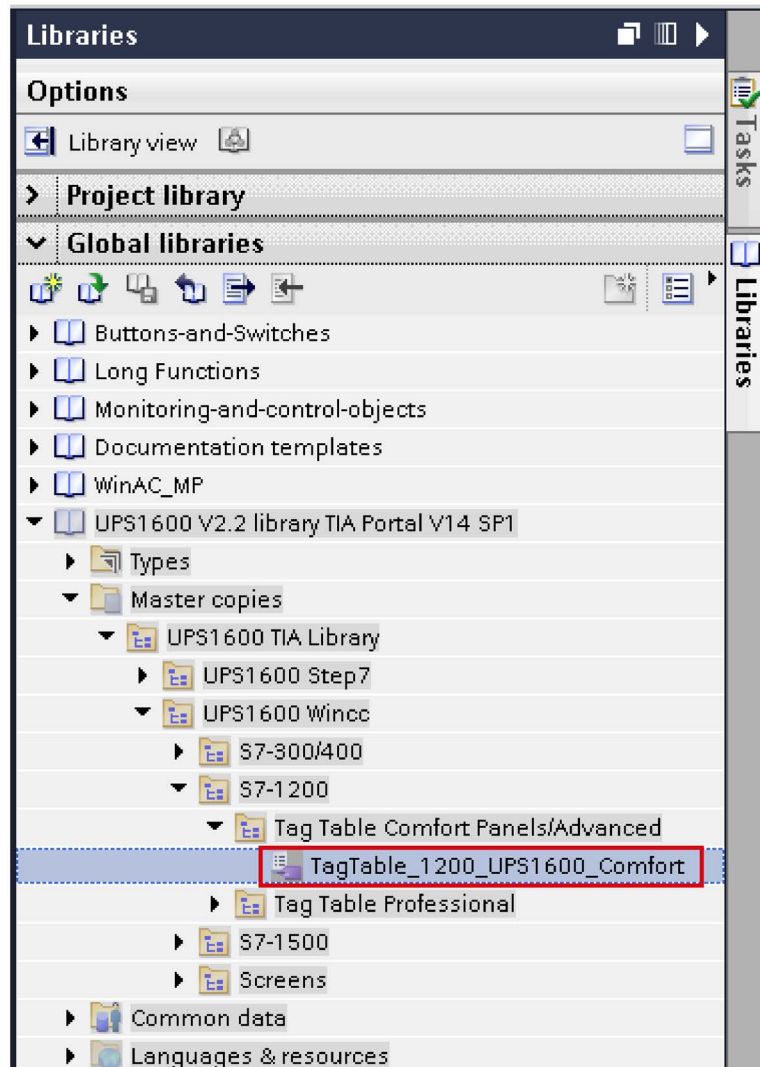 Libraries
Options
Library view
Project library
Global libraries
Buttons-and-Switches
Long Functions
Monitoring-and-control-objects
Documentation templates
WinAC_MP
UPS1600 V2.2 library TIA Portal V14 SP1
Types
Master copies
UPS1600 TIA Library
UPS1600 Step7
UPS1600 Wincc
S7-300/400
S7-1200
Tag Table Comfort Panels/Advanced
TagTable_1200_UPS1600_Comfort
Tag Table Professional
S7-1500
Screens
Common data
Languages & resources
Tasks
Libraries